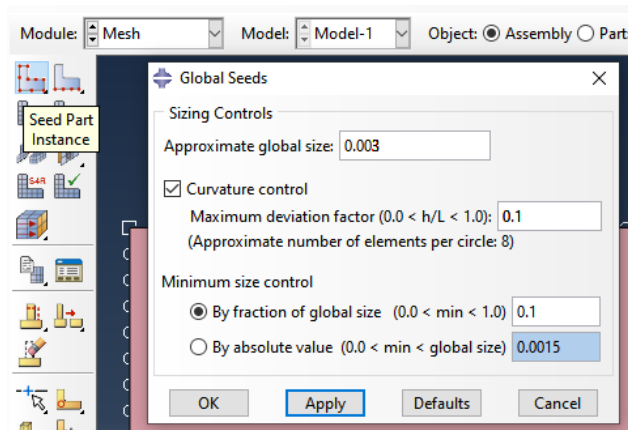 Module: Mesh Model: Model-1 Object: Assembly Part
Global Seeds
Seed Part
Instance
Sizing Controls
Approximate global size: 0.003
S4R
Curvature control
Maximum deviation factor (0.0 < h/L < 1.0): 0.1
(Approximate number of elements per circle: 8)
Minimum size control
By fraction of global size (0.0 < min < 1.0) 0.1
By absolute value (0.0 < min < global size) 0.0015
OK Apply Defaults Cancel